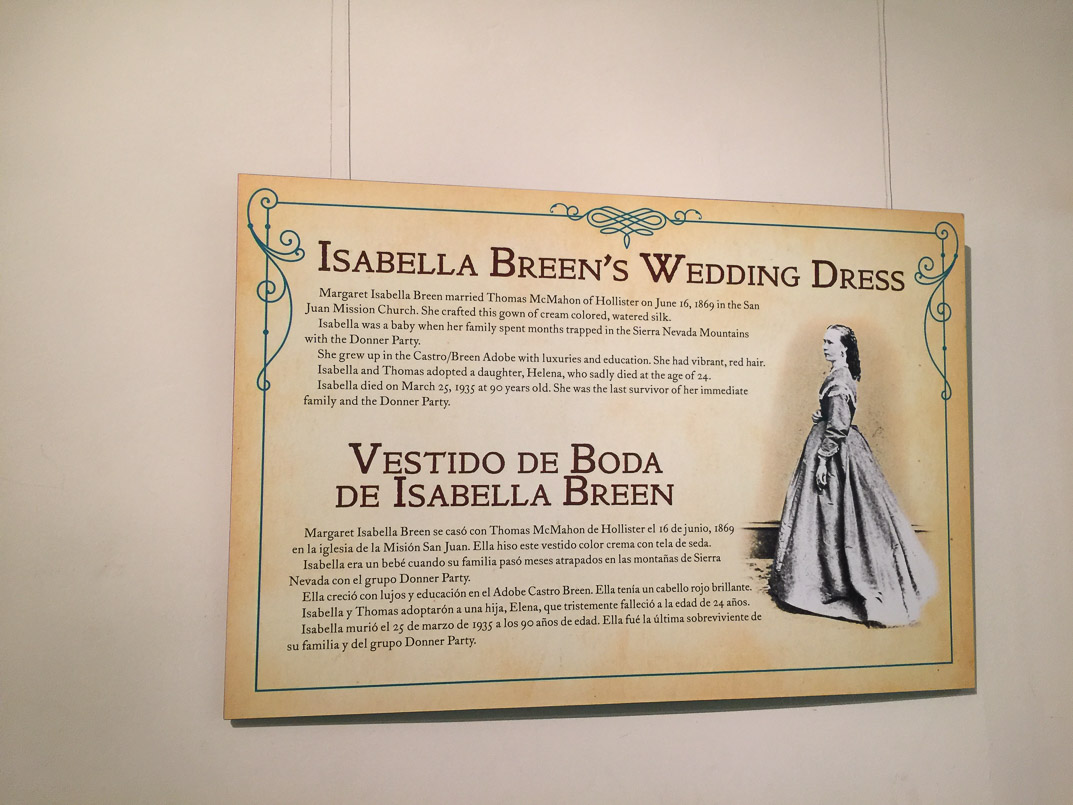 Isabella Breen's Wedding Dress
Margaret Isabella Breen married Thomas McMahon of Hollister on June 16, 1869 in the San
Juan Mission Church. She crafted this gown of cream colored, watered silk.
Isabella was a baby when her family spent months trapped in the Sierra Nevada Mountains
with the Donner Party.
She grew up in the Castro/Breen Adobe with luxuries and education. She had vibrant, red hair.
Isabella and Thomas adopted a daughter, Helena, who sadly died at the age of 24.
Isabella died on March 25, 1935 at 90 years old. She was the last survivor of her immediate
family and the Donner Party.
Vestido de Boda
de Isabella Breen
Margaret Isabella Breen se casó con Thomas McMahon de Hollister el 16 de junio, 1869
en la iglesia de la Misión San Juan. Ella hiso este vestido color crema con tela de seda.
Isabella era un bebé cuando su familia pasó meses atrapados en las montañas de Sierra
Nevada con el grupo Donner Party.
Ella creció con lujos y educación en el Adobe Castro Breen. Ella tenía un cabello rojo brillante.
Isabella y Thomas adoptarón a una hija, Elena, que tristemente falleció a la edad de 24 años.
Isabella murió el 25 de marzo de 1935 a los 90 años de edad. Ella fué la última sobreviviente de
su familia y del grupo Donner Party.